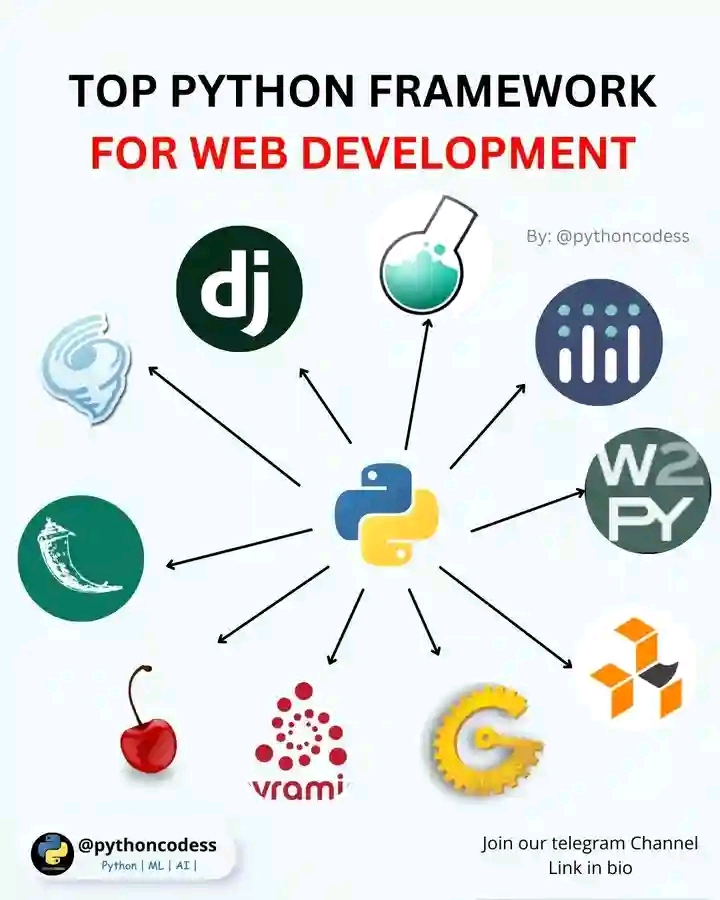 TOP PYTHON FRAMEWORK
FOR WEB DEVELOPMENT
By: @pythoncodess
dj
W2
PY
vrami
@pythoncodess
Python | ML | AI |
Join our telegram Channel
Link in bio